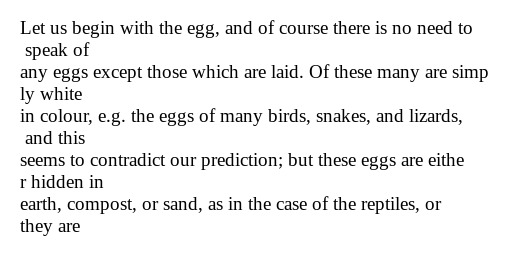 Let us begin with the egg, and of course there is no need to
speak of
any eggs except those which are laid. Of these many are simp
ly white
in colour, e.g. the eggs of many birds, snakes, and lizards,
and this
seems to contradict our prediction; but these eggs are eithe
r hidden in
earth, compost, or sand, as in the case of the reptiles, or
they are